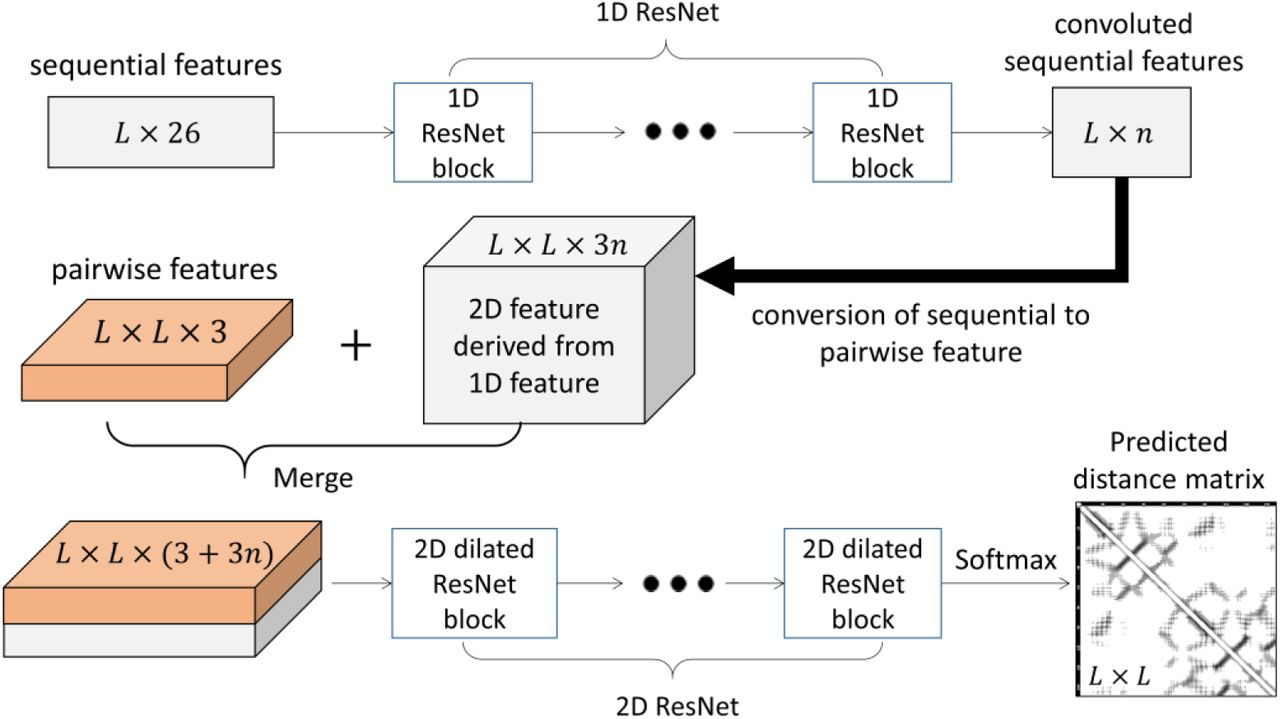 1D ResNet
sequential features
L × 26
1D
ResNet
block
1D
ResNet
block
convoluted
sequential features
L × n
pairwise features
L × L × 3
+
L × L × 3n
2D feature
derived from
1D feature
conversion of sequential to
pairwise feature
Merge
L × L × (3 + 3n)
2D dilated
ResNet
block
2D dilated
ResNet
block
2D ResNet
Softmax
Predicted
distance matrix
L × L